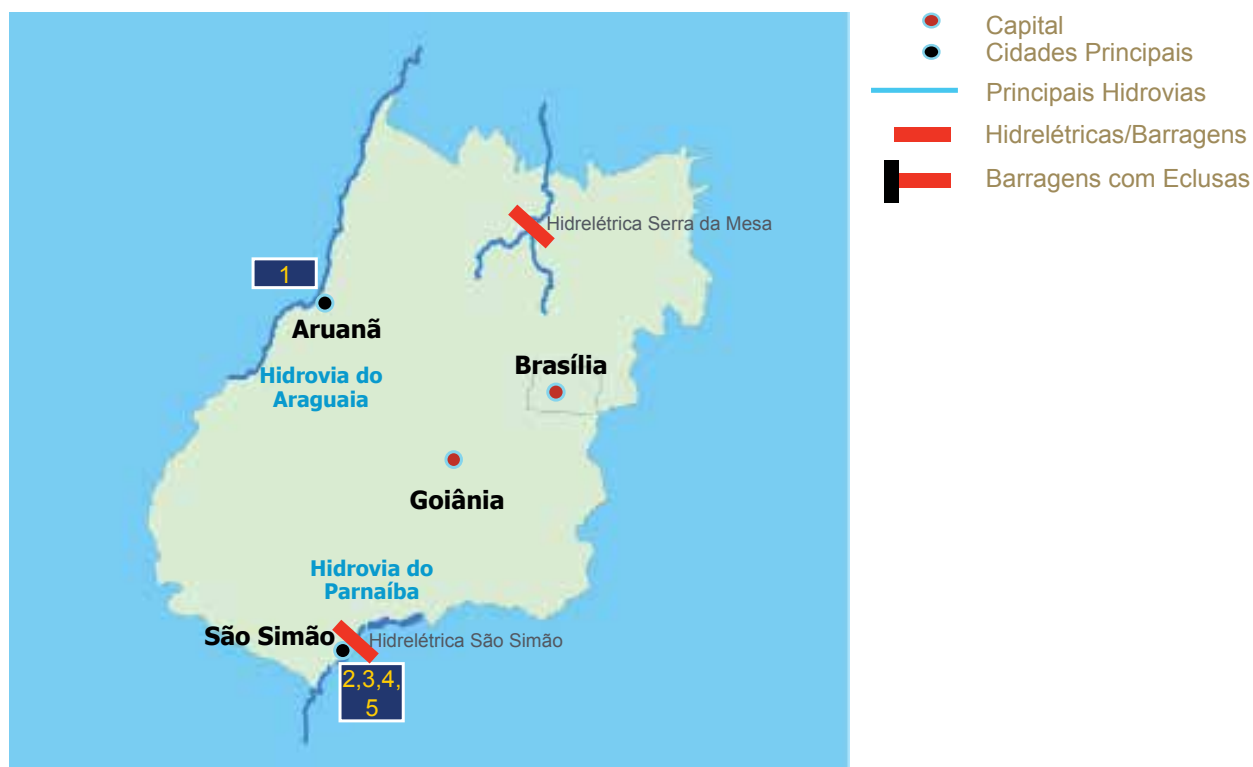 Capital
Cidades Principais
Principais Hidrovias
Hidrelétricas/Barragens
Barragens com Eclusas
Hidrelétrica Serra da Mesa
1
Aruanã
Hidrovia do
Araguaia
Brasília
Goiânia
Hidrovia do
Parnaíba
São Simão
Hidrelétrica São Simão
2,3,4,
5